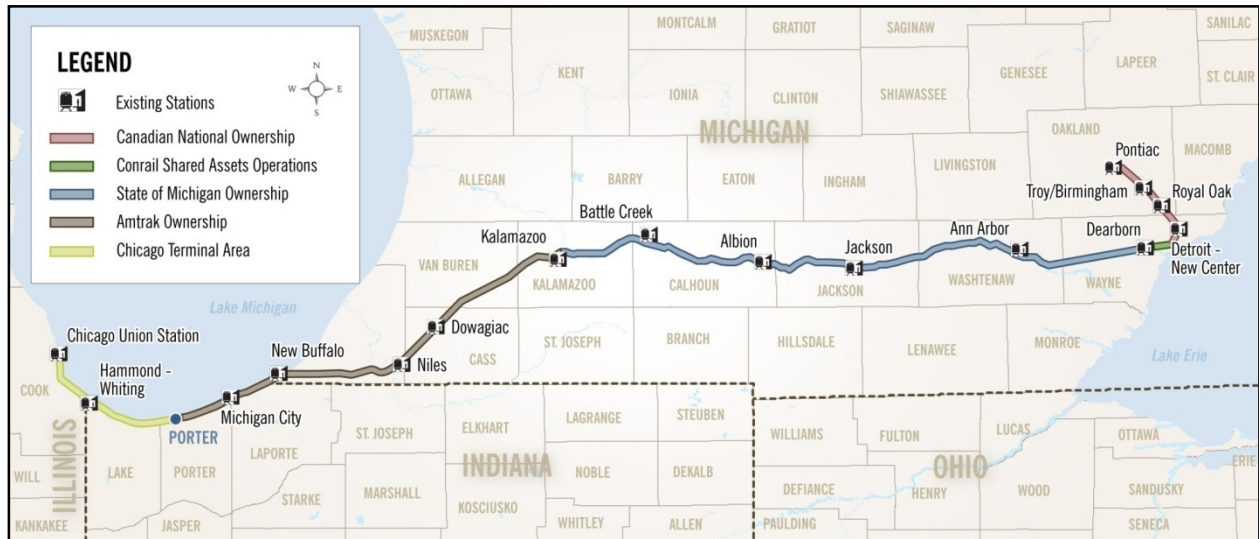 LEGEND
N
W
E
S
Existing Stations
Canadian National Ownership
Conrail Shared Assets Operations
State of Michigan Ownership
Amtrak Ownership
Chicago Terminal Area
MUSKEGON
MONTCALM
GRATIOT
SAGINAW
SANILAC
KENT
GENESEE
LAPEER
ST. CLAIR
OTTAWA
IONIA
CLINTON
SHIAWASSEE
MICHIGAN
OAKLAND
MACOMB
Pontiac
ALLEGAN
BARRY
EATON
INGHAM
LIVINGSTON
Troy/Birmingham
Royal Oak
Battle Creek
Kalamazoo
Albion
Jackson
Ann Arbor
Dearborn
Detroit -
New Center
VAN BUREN
KALAMAZOO
CALHOUN
JACKSON
WASHTENAW
WAYNE
Lake Michigan
Dowagiac
Chicago Union Station
New Buffalo
Niles
CASS
ST. JOSEPH
BRANCH
HILLSDALE
LENAWEE
MONROE
Lake Erie
Hammond -
Whiting
COOK
Michigan City
PORTER
ILLINOIS
LAKE
PORTER
LAPORTE
ST. JOSEPH
ELKHART
LAGRANGE
STEUBEN
WILLIAMS
FULTON
LUCAS
OTTAWA
ERIE
INDIANA
OHIO
WILL
STARKE
MARSHALL
NOBLE
DEKALB
DEFIANCE
HENRY
WOOD
SANDUSKY
KANKAKEE
JASPER
KOSCIUSKO
WHITLEY
ALLEN
PAULDING
SENECA